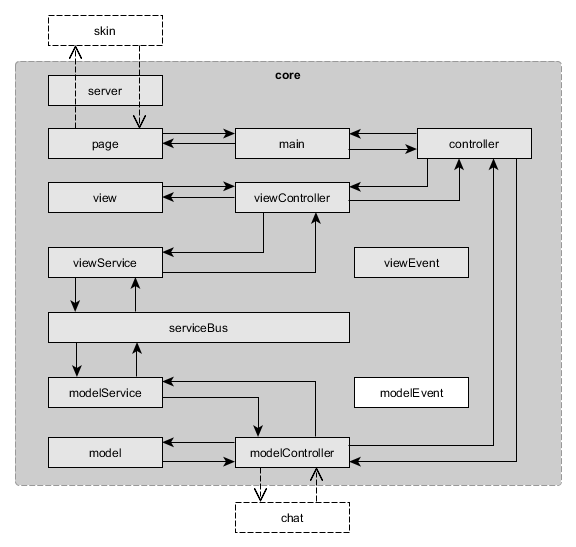 skin
core
server
page
main
controller
view
viewController
viewService
viewEvent
serviceBus
modelService
modelEvent
model
modelController
chat